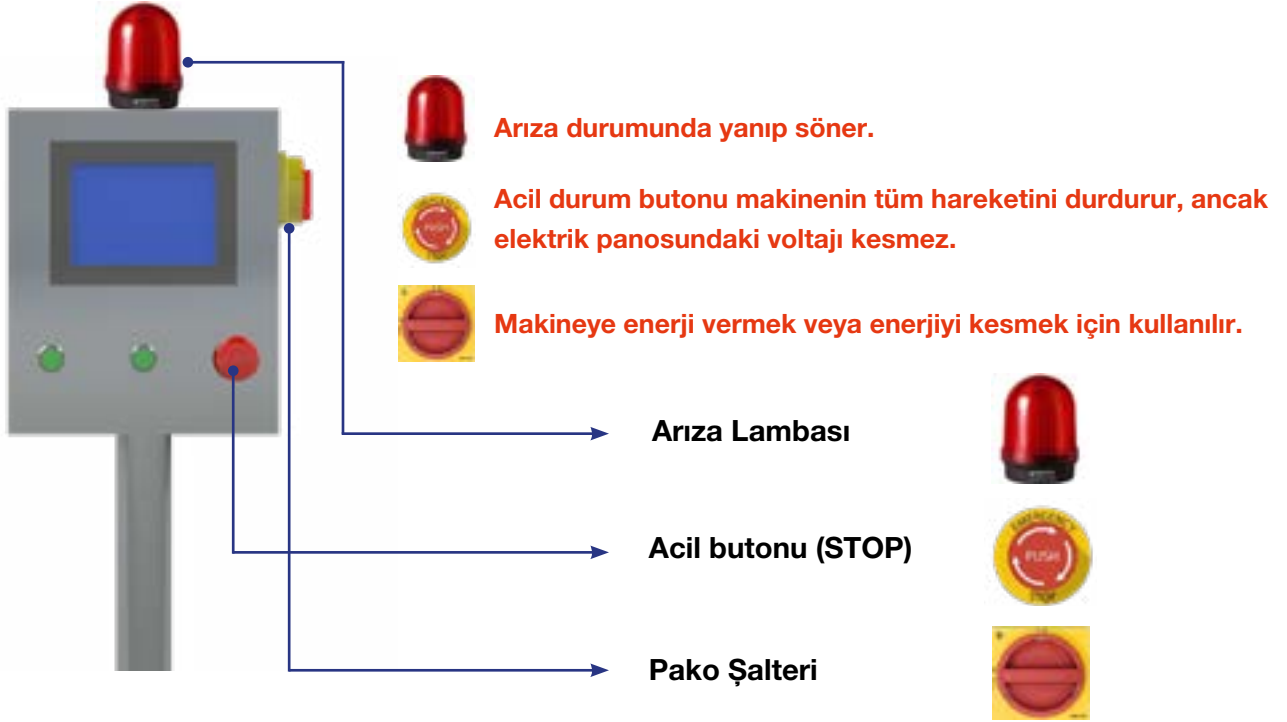 Arıza durumunda yanıp söner.
Acil durum butonu makinenin tüm hareketini durdurur, ancak
elektrik panosundaki voltajı kesmez.
Makineye enerji vermek veya enerjiyi kesmek için kullanılır.
Arıza Lambası
Acil butonu (STOP)
EMERGENCY
PUSH
STOP
Pako Şalteri